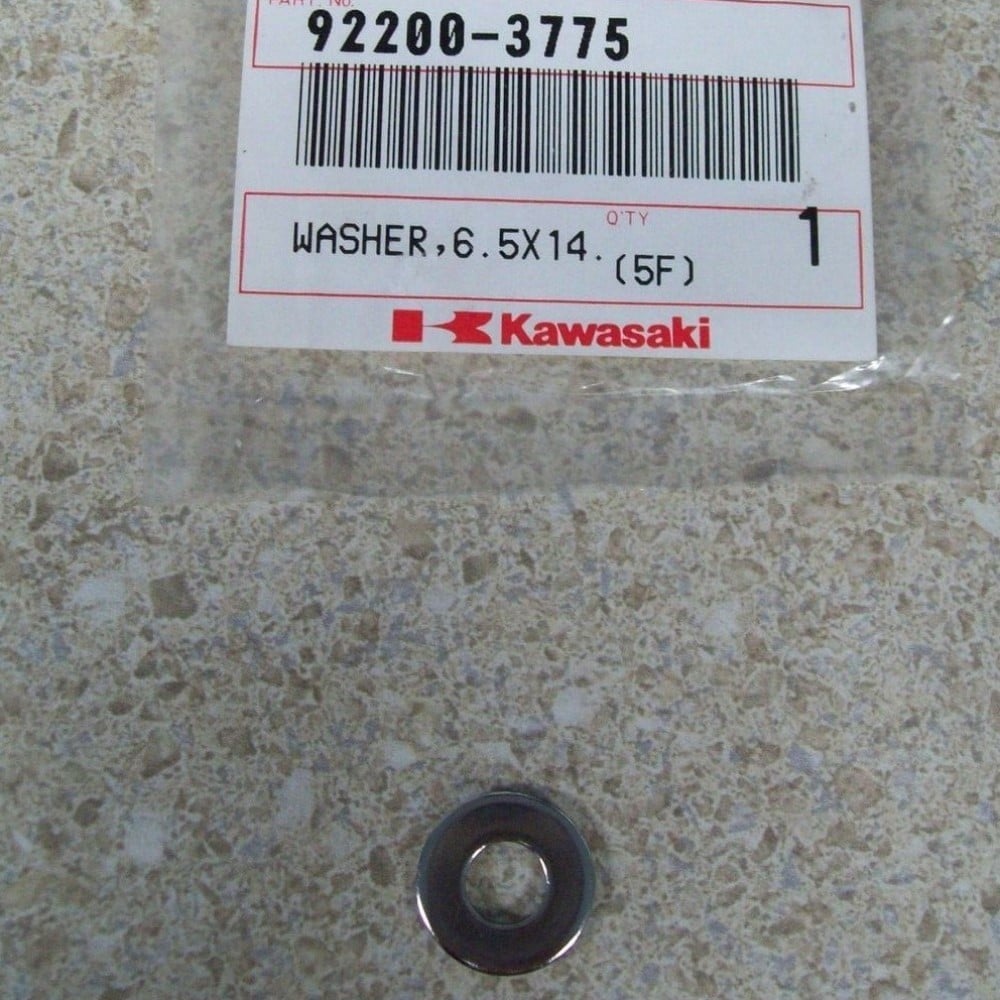 PART. No.
92200-3775
Q'TY
WASHER,6.5X14. 1
(5F)
Kawasaki